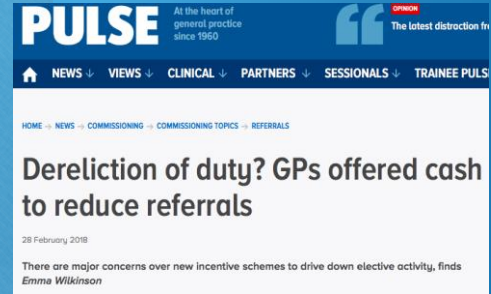 PULSE
At the heart of
general practice
since 1960
OPINION
The latest distraction fr
NEWS VIEWS CLINICAL PARTNERS SESSIONALS TRAINEE PULS
HOME → NEWS → COMMISSIONING → COMMISSIONING TOPICS → REFERRALS
Dereliction of duty? GPs offered cash
to reduce referrals
28 February 2018
There are major concerns over new incentive schemes to drive down elective activity, finds
Emma Wilkinson